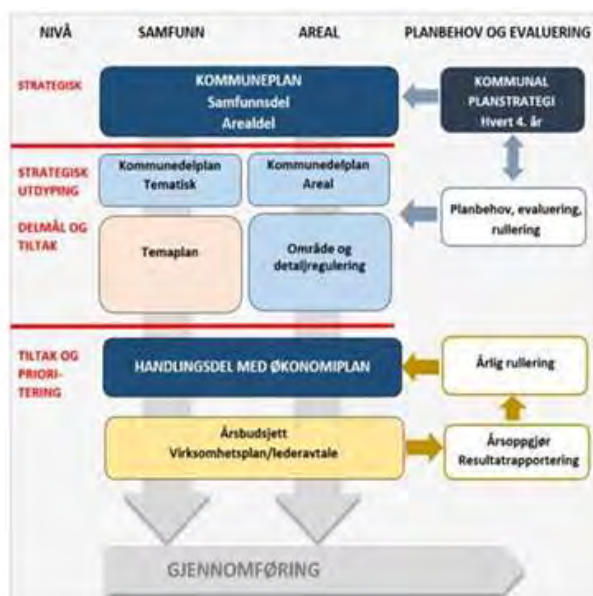 NIVÅ SAMFUNN AREAL PLANBEHOV OG EVALUERING
STRATEGISK
KOMMUNEPLAN
Samfunnsdel
Arealdel
KOMMUNAL
PLANSTRATEGI
Hvert 4. år
STRATEGISK
UTDYPING
Kommunedelplan
Tematisk
Kommunedelplan
Areal
DELMÅL OG
TILTAK
Temaplan
Område og
detaljregulering
Planbehov, evaluering,
rullering
TILTAK OG
PRIORI-
TERING
HANDLINGSDEL MED ØKONOMIPLAN
Årlig rullering
Årsbudsjett
Virksomhetsplan/lederavtale
Årsoppgjør
Resultatrapportering
GJENNOMFØRING